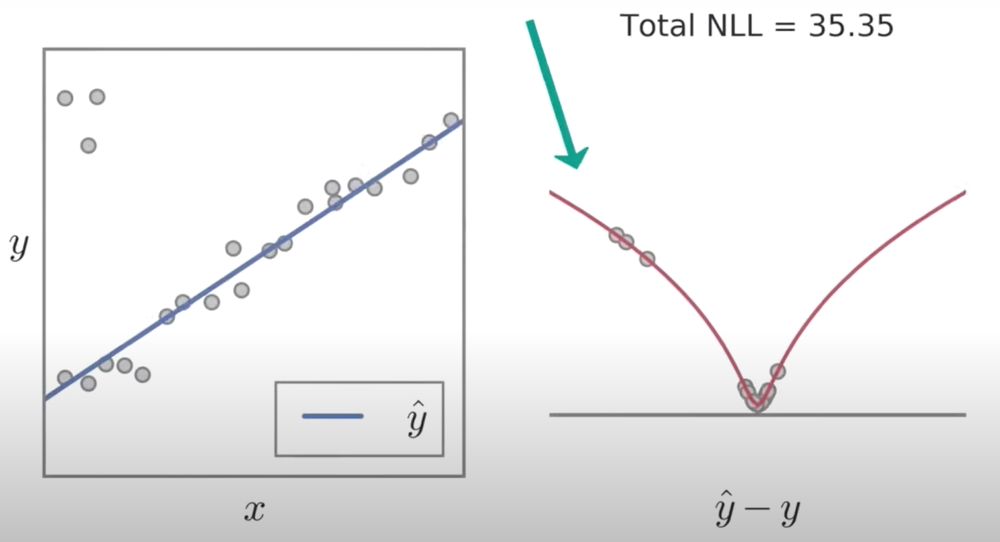 Total NLL = 35.35
y
ŷ
x
ŷ − y